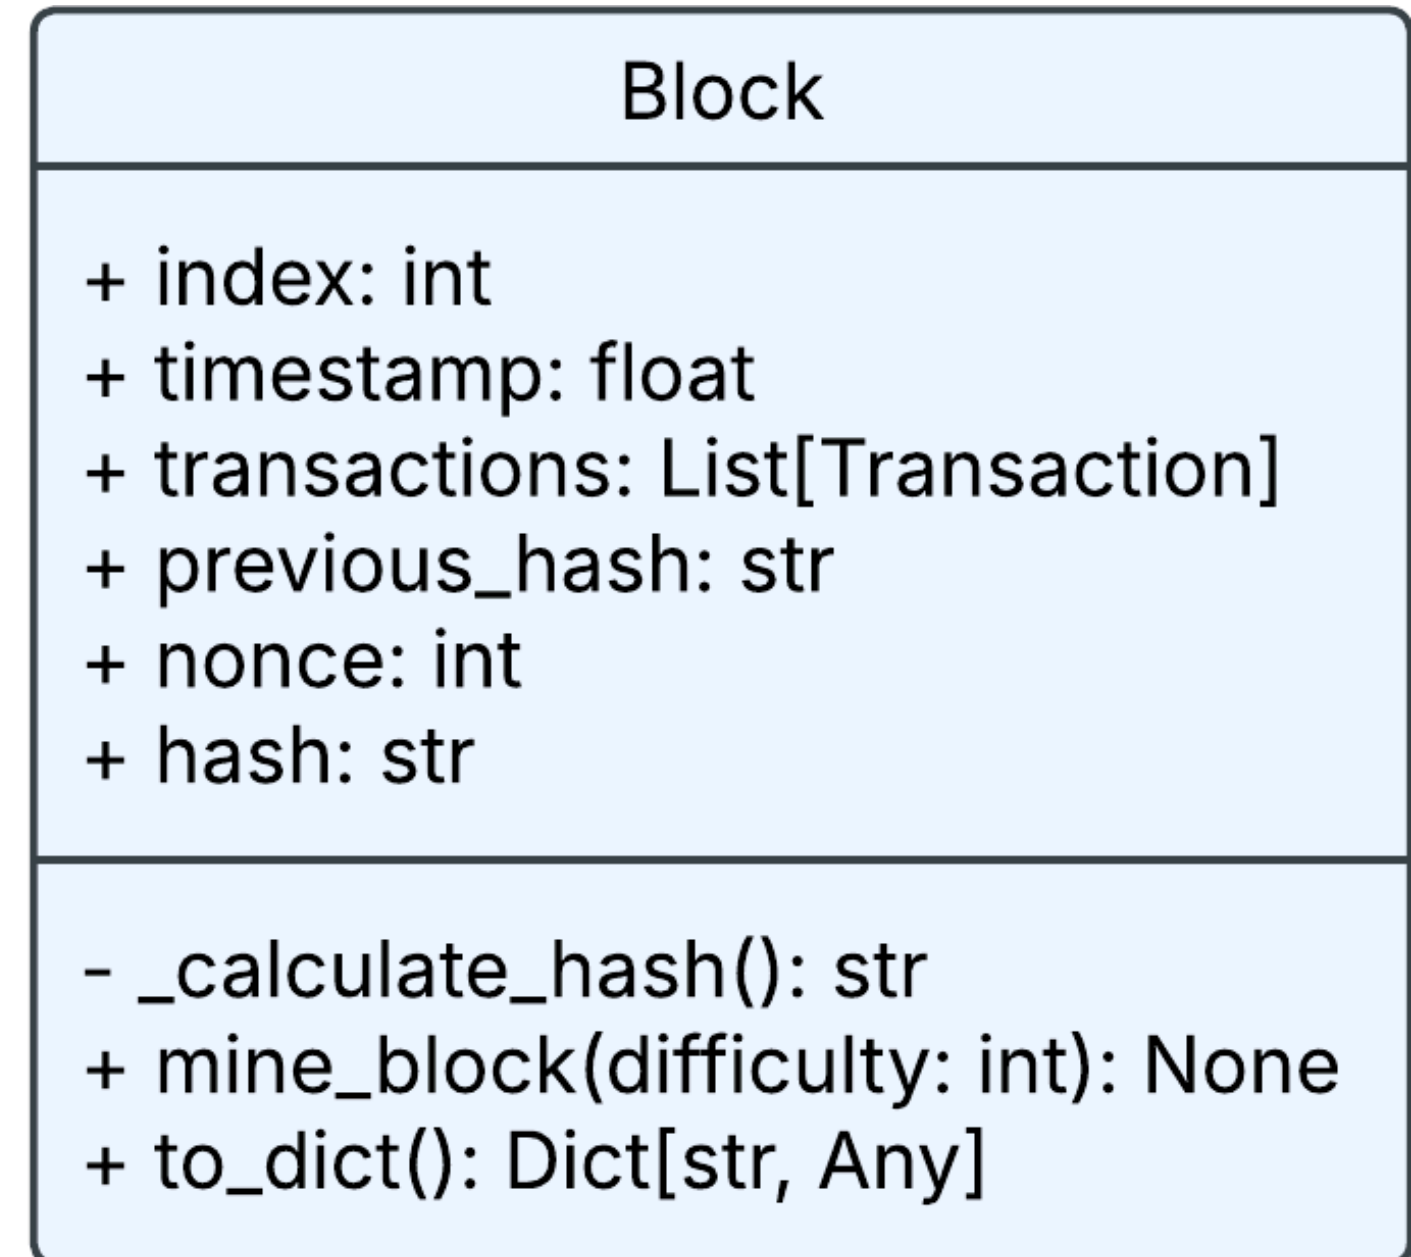 Block
+ index: int
+ timestamp: float
+ transactions: List[Transaction]
+ previous_hash: str
+ nonce: int
+ hash: str
- _calculate_hash(): str
+ mine_block(difficulty: int): None
+ to_dict(): Dict[str, Any]